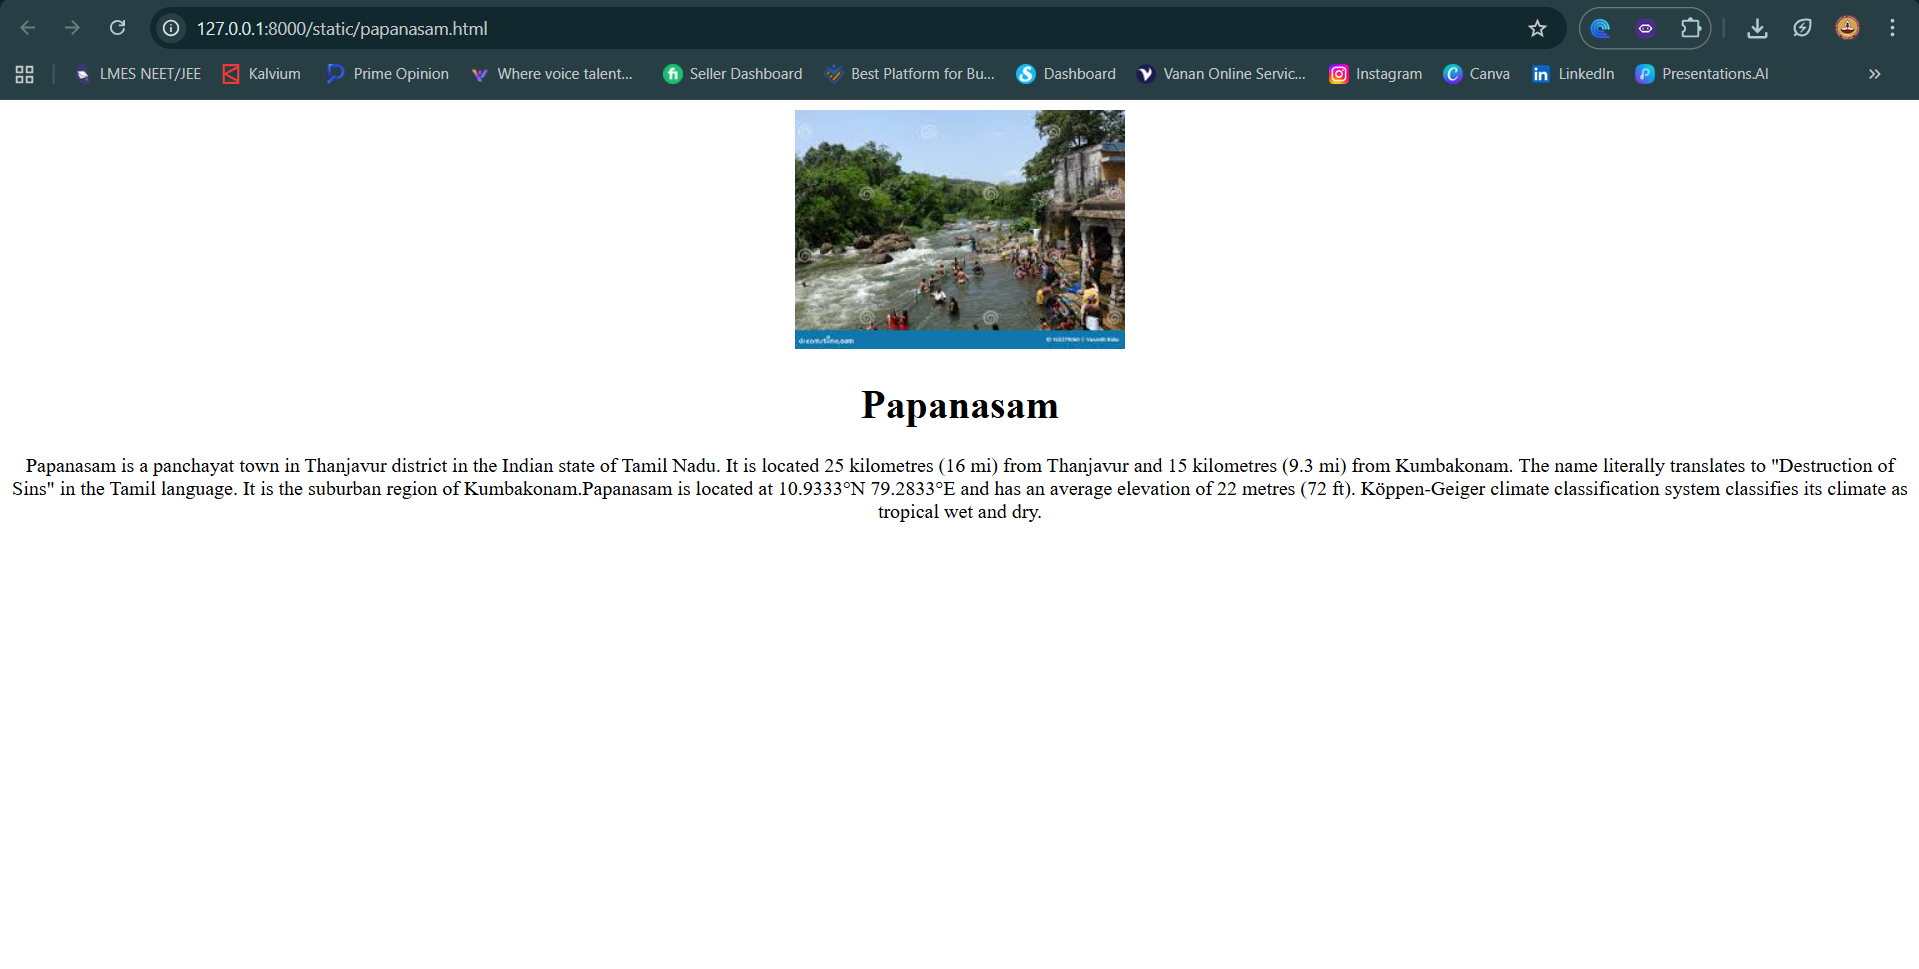 127.0.0.1:8000/static/papanasam.html
LMES NEET/JEE Kalvium Prime Opinion Where voice talent... Seller Dashboard Best Platform for Bu... Dashboard Vanan Online Servic... Instagram Canva LinkedIn Presentations.AI
dreamstime.com
Papanasam
Papanasam is a panchayat town in Thanjavur district in the Indian state of Tamil Nadu. It is located 25 kilometres (16 mi) from Thanjavur and 15 kilometres (9.3 mi) from Kumbakonam. The name literally translates to "Destruction of
Sins" in the Tamil language. It is the suburban region of Kumbakonam.Papanasam is located at 10.9333°N 79.2833°E and has an average elevation of 22 metres (72 ft). Köppen-Geiger climate classification system classifies its climate as
tropical wet and dry.